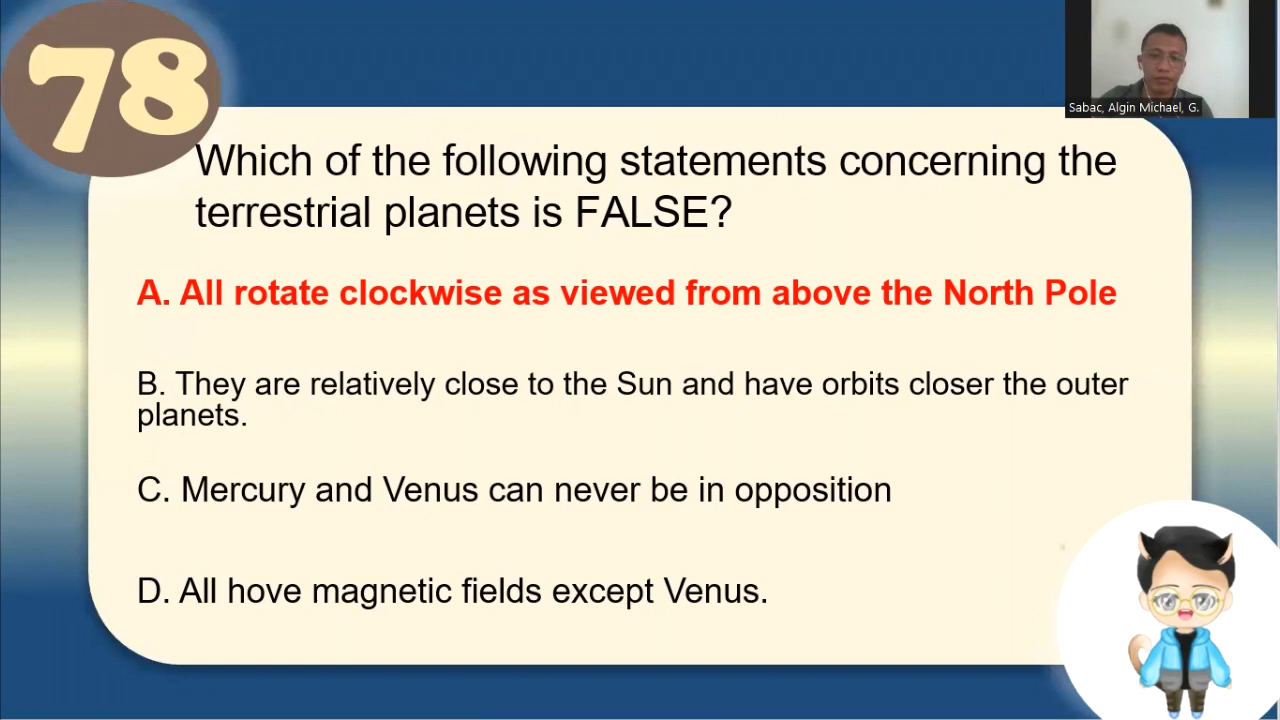 78
Sabac, Algin Michael, G.
Which of the following statements concerning the
terrestrial planets is FALSE?
A. All rotate clockwise as viewed from above the North Pole
B. They are relatively close to the Sun and have orbits closer the outer
planets.
C. Mercury and Venus can never be in opposition
D. All hove magnetic fields except Venus.